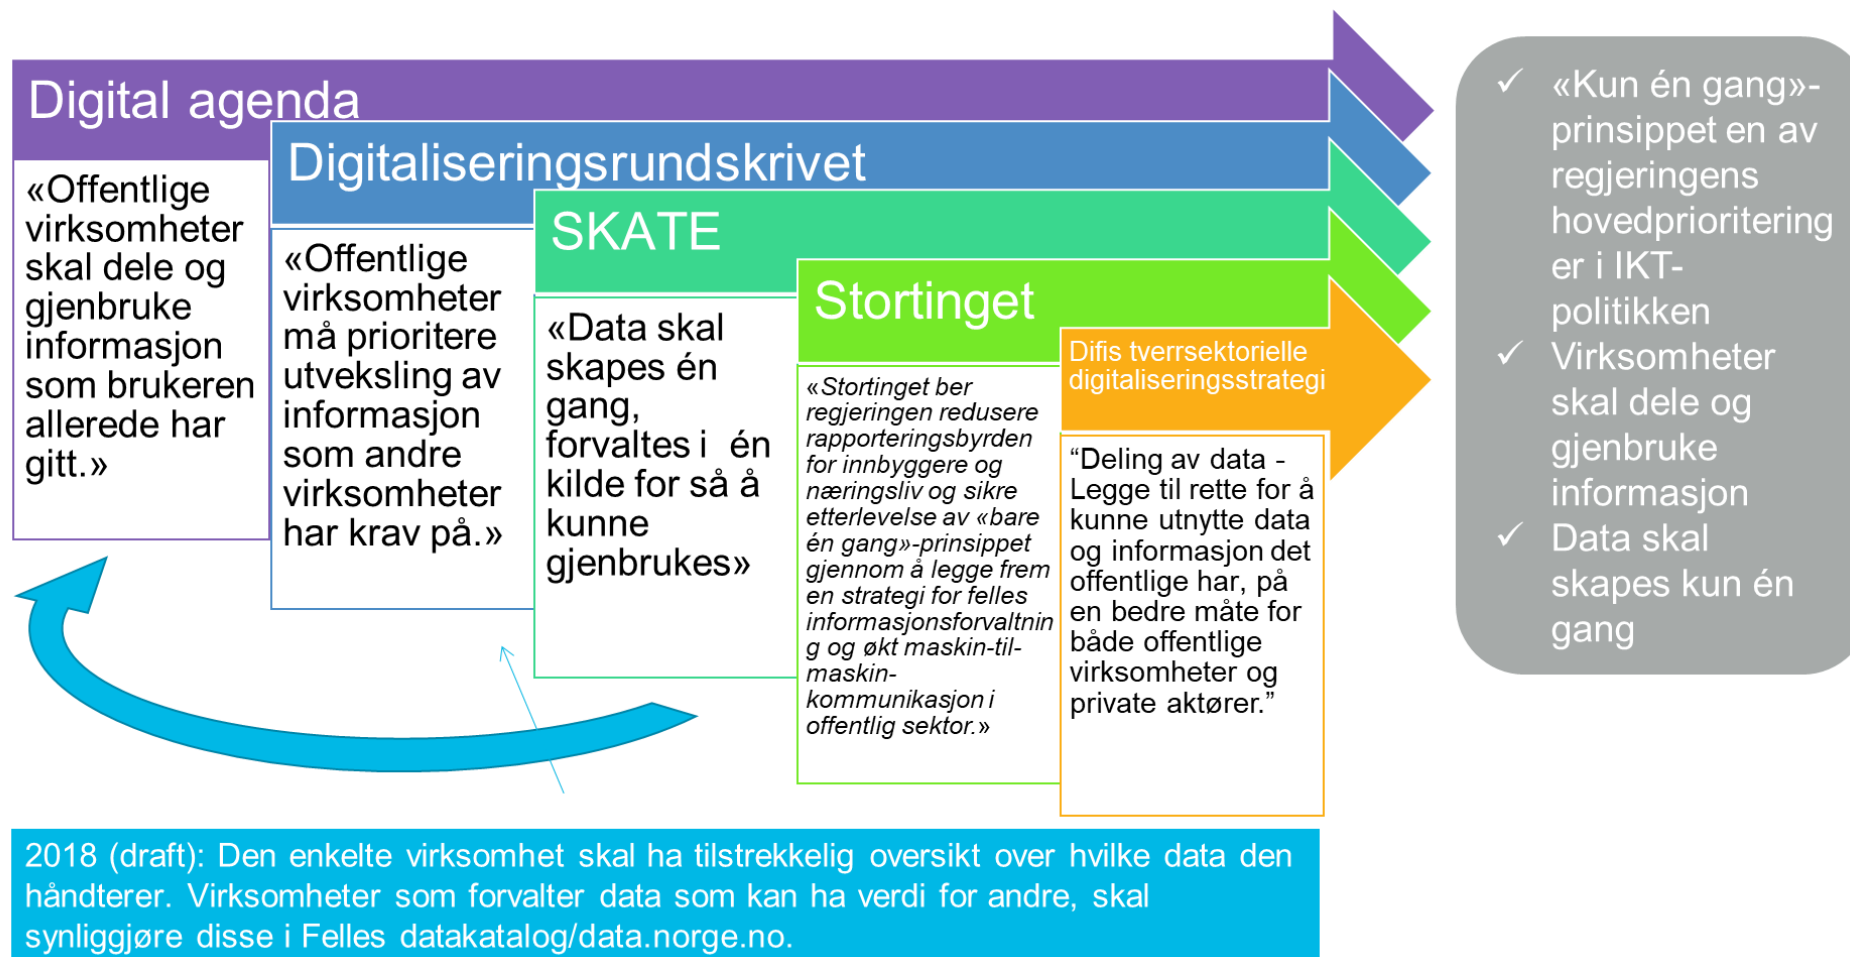 Digital agenda
«Offentlige
virksomheter
skal dele og
gjenbruke
informasjon
som brukeren
allerede har
gitt.»
Digitaliseringsrundskrivet
«Offentlige
virksomheter
må prioritere
utveksling av
informasjon
som andre
virksomheter
har krav på.»
SKATE
«Data skal
skapes én
gang,
forvaltes i én
kilde for så å
kunne
gjenbrukes»
Stortinget
«Stortinget ber
regjeringen redusere
rapporteringsbyrden
for innbyggere og
næringsliv og sikre
etterlevelse av «bare
én gang»-prinsippet
gjennom å legge frem
en strategi for felles
informasjonsforvaltnin
g og økt maskin-til-
maskin-
kommunikasjon i
offentlig sektor.»
Difis tverrsektorielle
digitaliseringsstrategi
“Deling av data -
Legge til rette for å
kunne utnytte data
og informasjon det
offentlige har, på
en bedre måte for
både offentlige
virksomheter og
private aktører.”
✓ «Kun én gang»-
prinsippet en av
regjeringens
hovedprioritering
er i IKT-
politikken
✓ Virksomheter
skal dele og
gjenbruke
informasjon
✓ Data skal
skapes kun én
gang
2018 (draft): Den enkelte virksomhet skal ha tilstrekkelig oversikt over hvilke data den
håndterer. Virksomheter som forvalter data som kan ha verdi for andre, skal
synliggjøre disse i Felles datakatalog/data.norge.no.